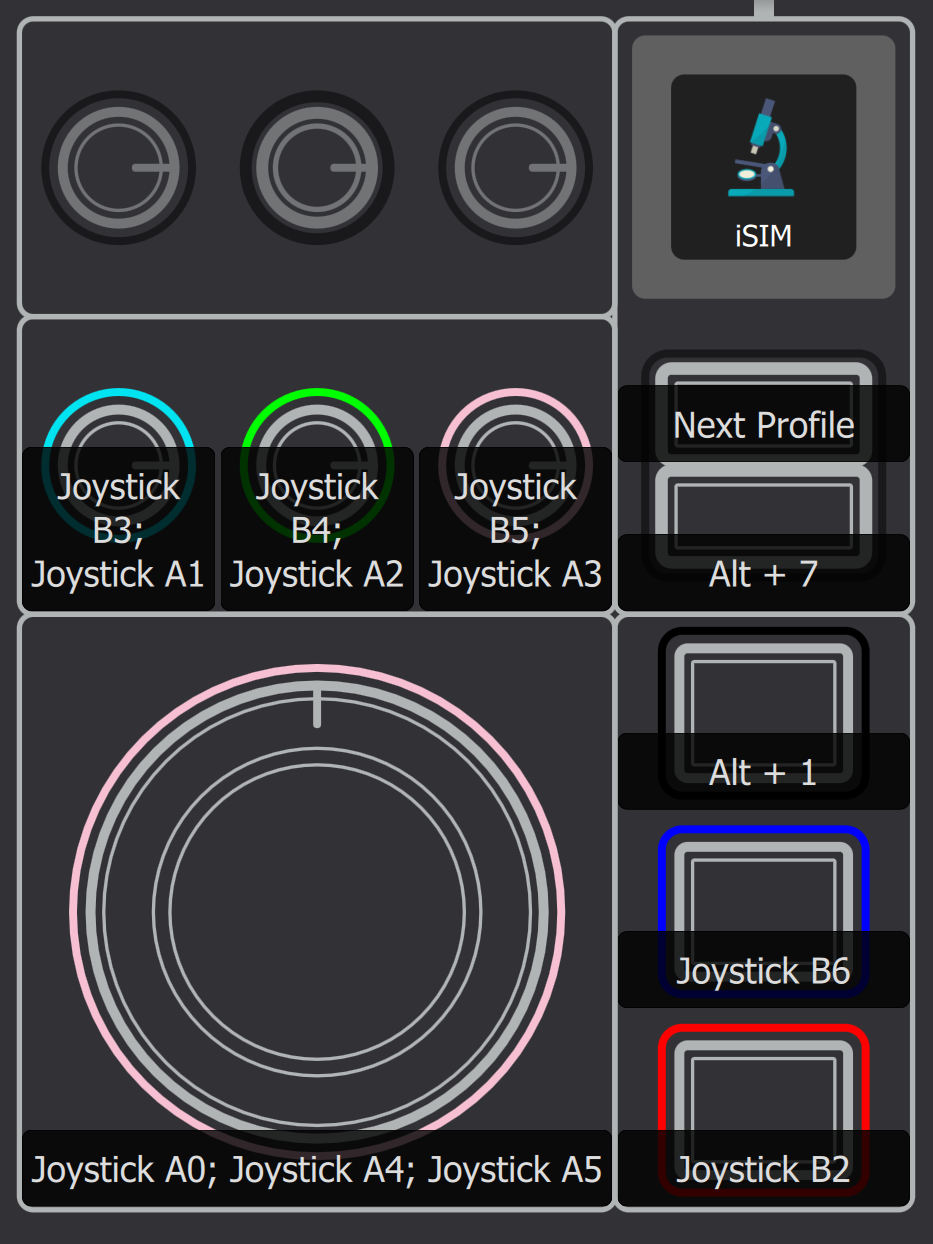 iSIM
Next Profile
Joystick
B3;
Joystick A1
Joystick
B4;
Joystick A2
Joystick
B5;
Joystick A3
Alt + 7
Alt + 1
Joystick B6
Joystick A0; Joystick A4; Joystick A5
Joystick B2